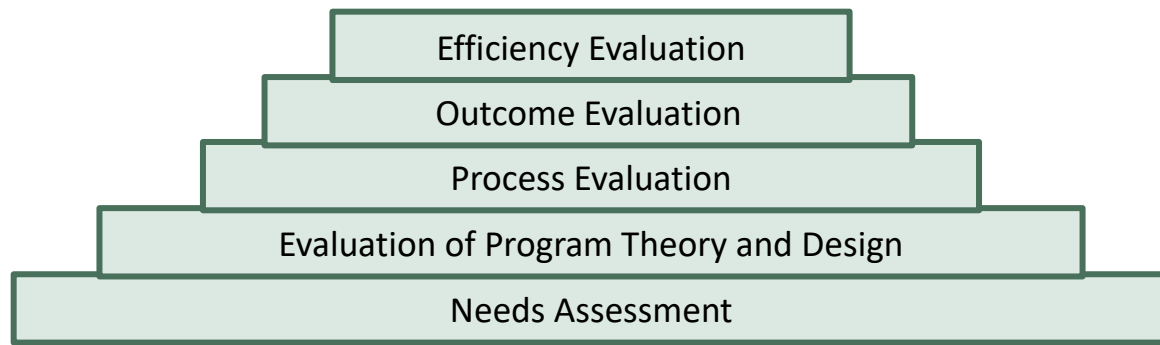 Efficiency Evaluation
Outcome Evaluation
Process Evaluation
Evaluation of Program Theory and Design
Needs Assessment